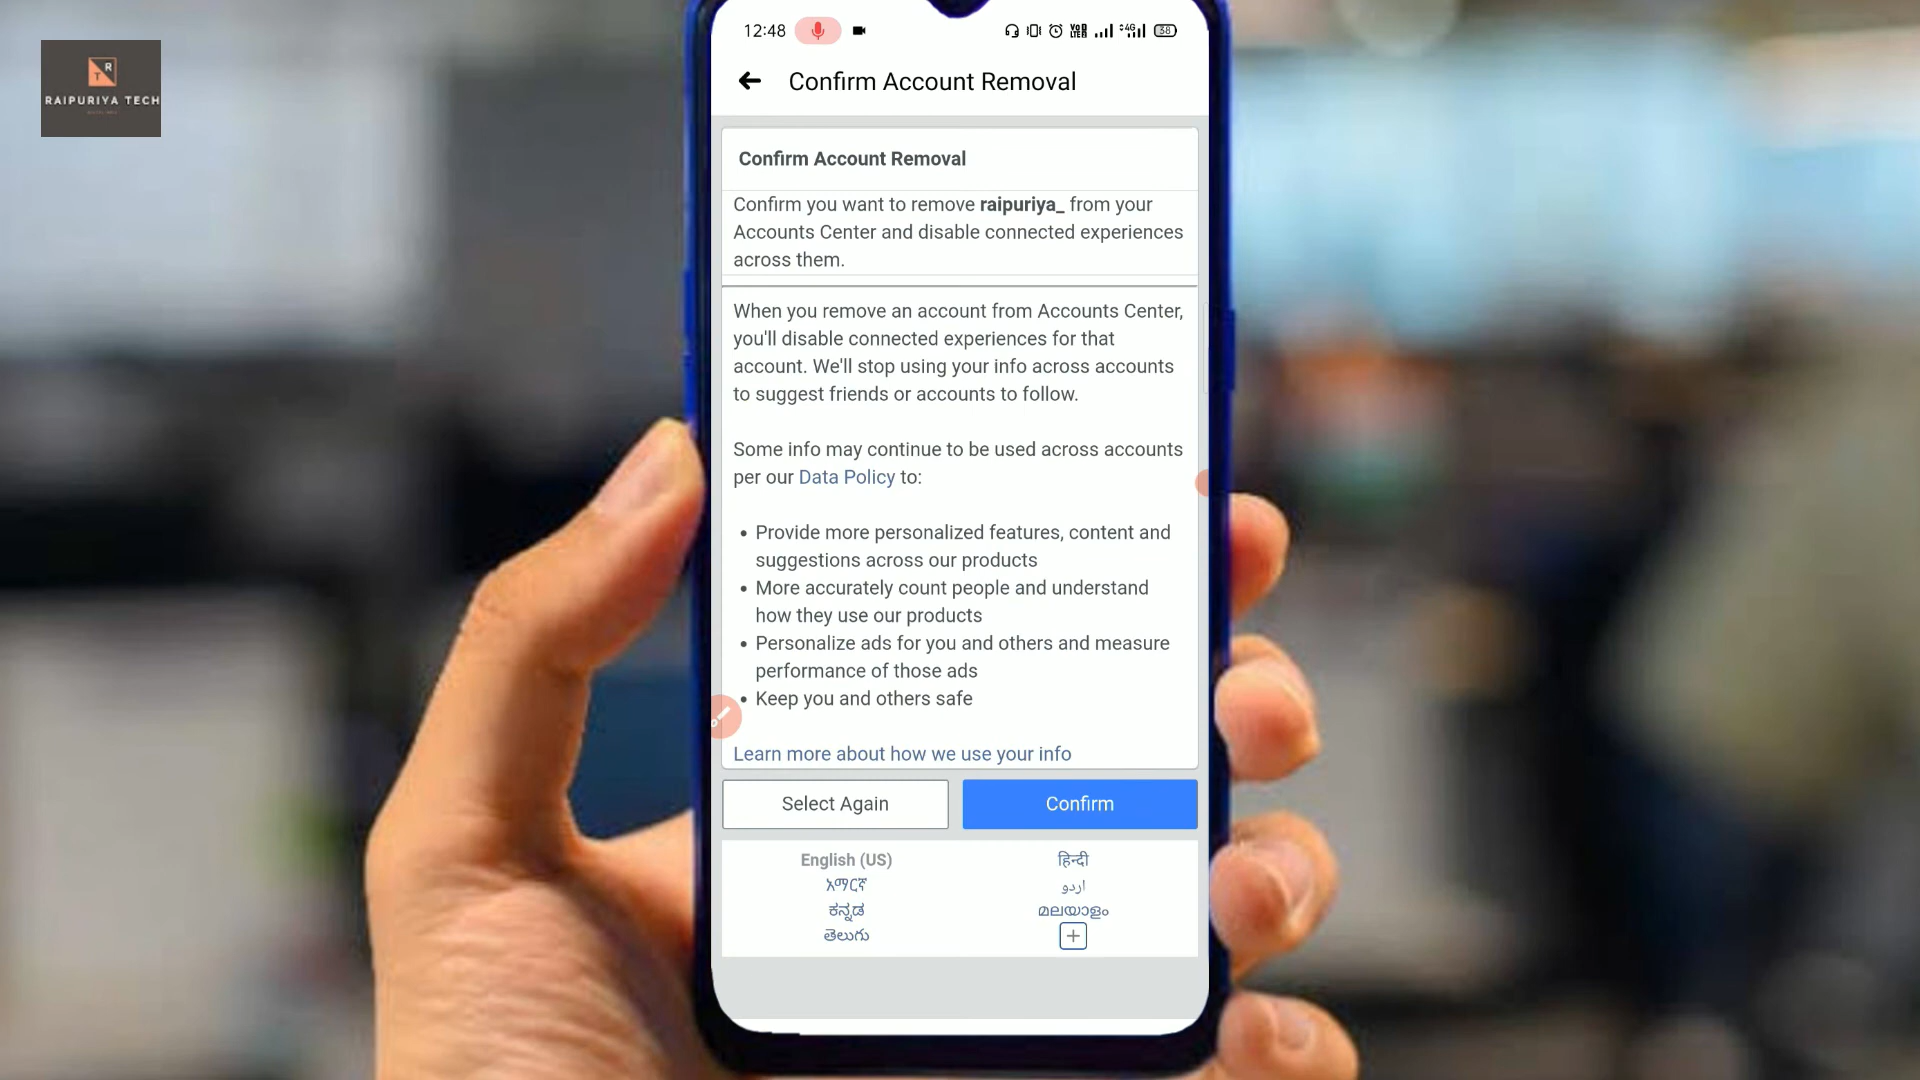 12:48
VoD
LTE2
4G
38
T R
RAIPURIYA TECH
Confirm Account Removal
Confirm Account Removal
Confirm you want to remove raipuriya_ from your
Accounts Center and disable connected experiences
across them.
When you remove an account from Accounts Center,
you'll disable connected experiences for that
account. We'll stop using your info across accounts
to suggest friends or accounts to follow.
Some info may continue to be used across accounts
per our Data Policy to:
• Provide more personalized features, content and
suggestions across our products
• More accurately count people and understand
how they use our products
• Personalize ads for you and others and measure
performance of those ads
• Keep you and others safe
Learn more about how we use your info
Select Again
Confirm
English (US)
हिन्दी
አማርኛ
اردو
ಕನ್ನಡ
മലയാളം
తెలుగు